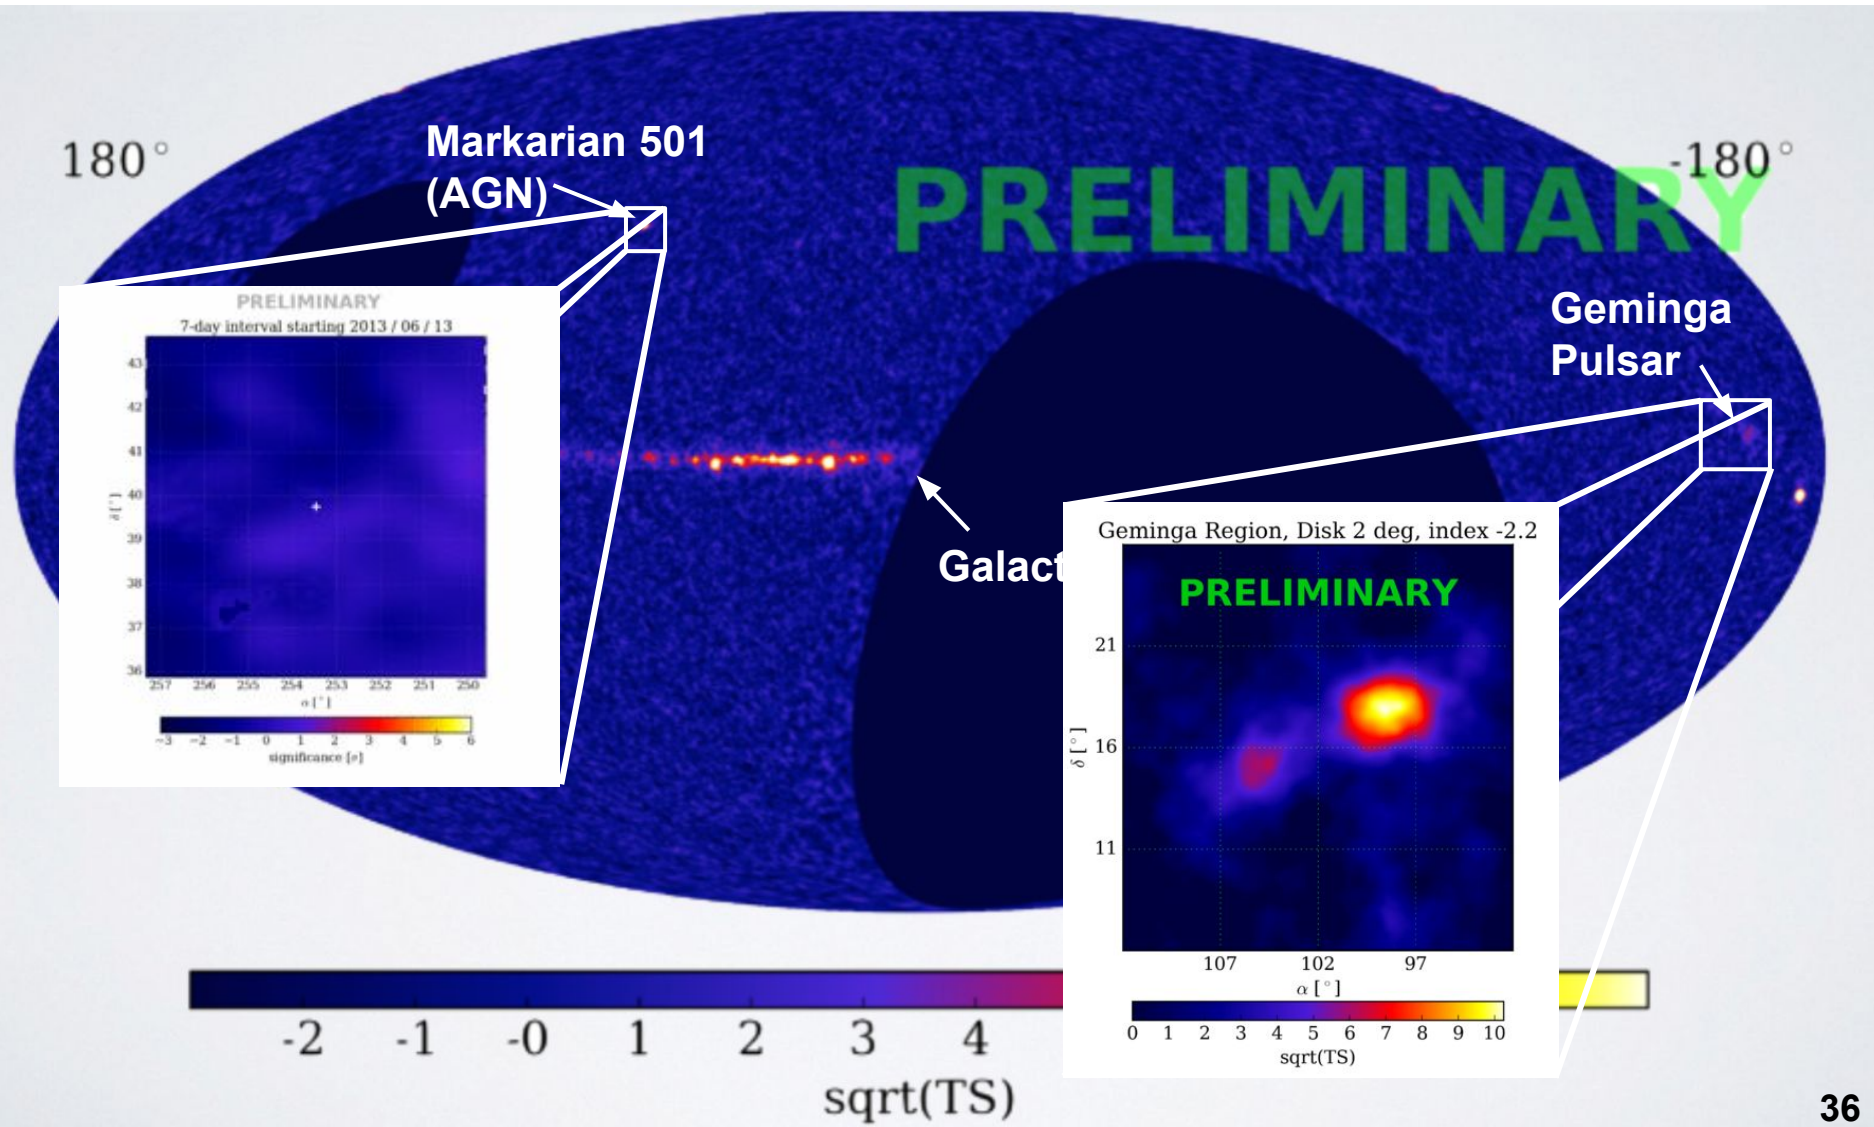 180°
Markarian 501
(AGN)
PRELIMINARY
-180°
Geminga
Pulsar
PRELIMINARY
7-day interval starting 2013 / 06 / 13
43
42
41
40
39
38
37
36
δ [°]
257 256 255 254 253 252 251 250
α [°]
−3 −2 −1 0 1 2 3 4 5 6
significance [σ]
Galact
Geminga Region, Disk 2 deg, index -2.2
PRELIMINARY
21
16
11
δ [°]
107 102 97
α [°]
0 1 2 3 4 5 6 7 8 9 10
sqrt(TS)
-2 -1 -0 1 2 3 4
sqrt(TS)
36